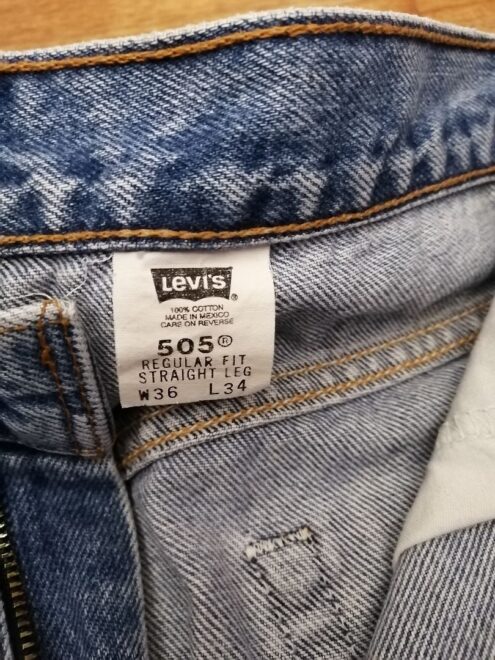 Levi's ®
100% COTTON
MADE IN MEXICO
CARE ON REVERSE
505®
REGULAR FIT
STRAIGHT LEG
W36 L34